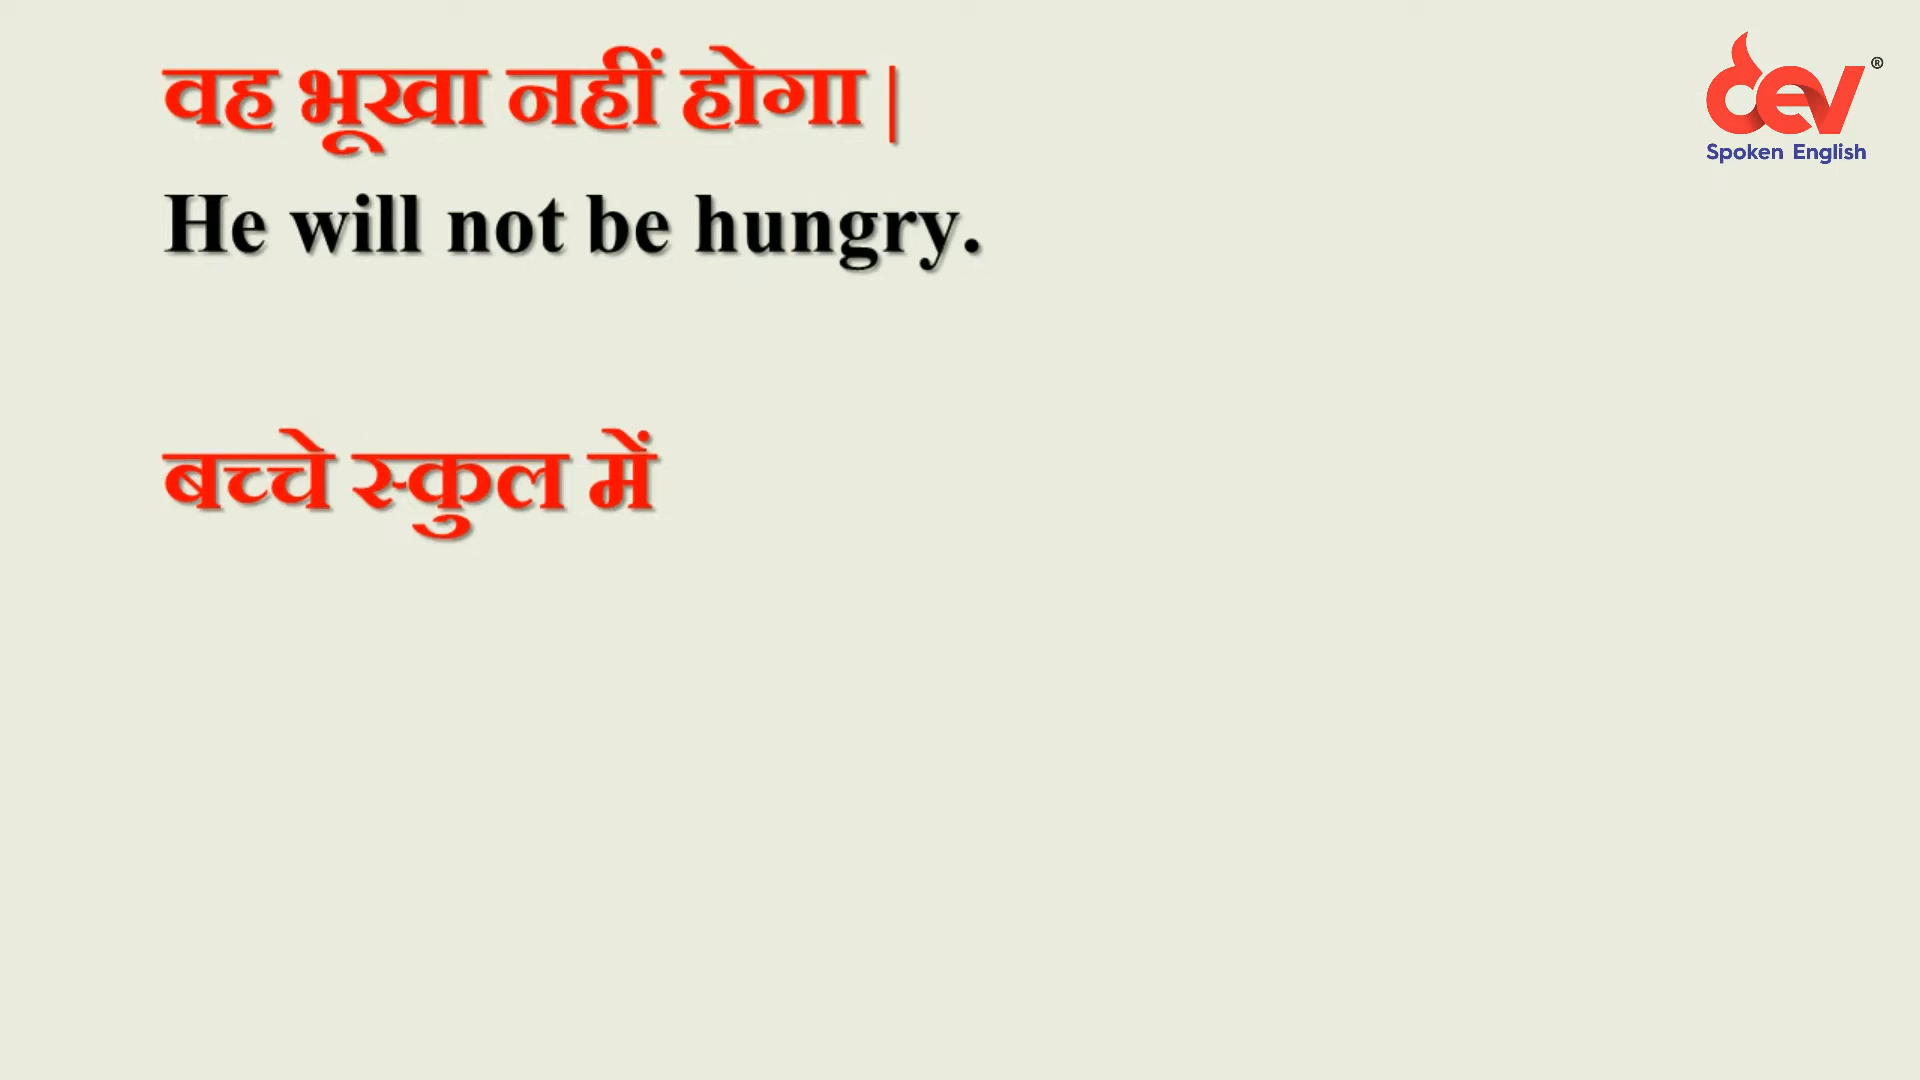 वह भूखा नहीं होगा|
dev®
Spoken English
He will not be hungry.
बच्चे स्कुल में